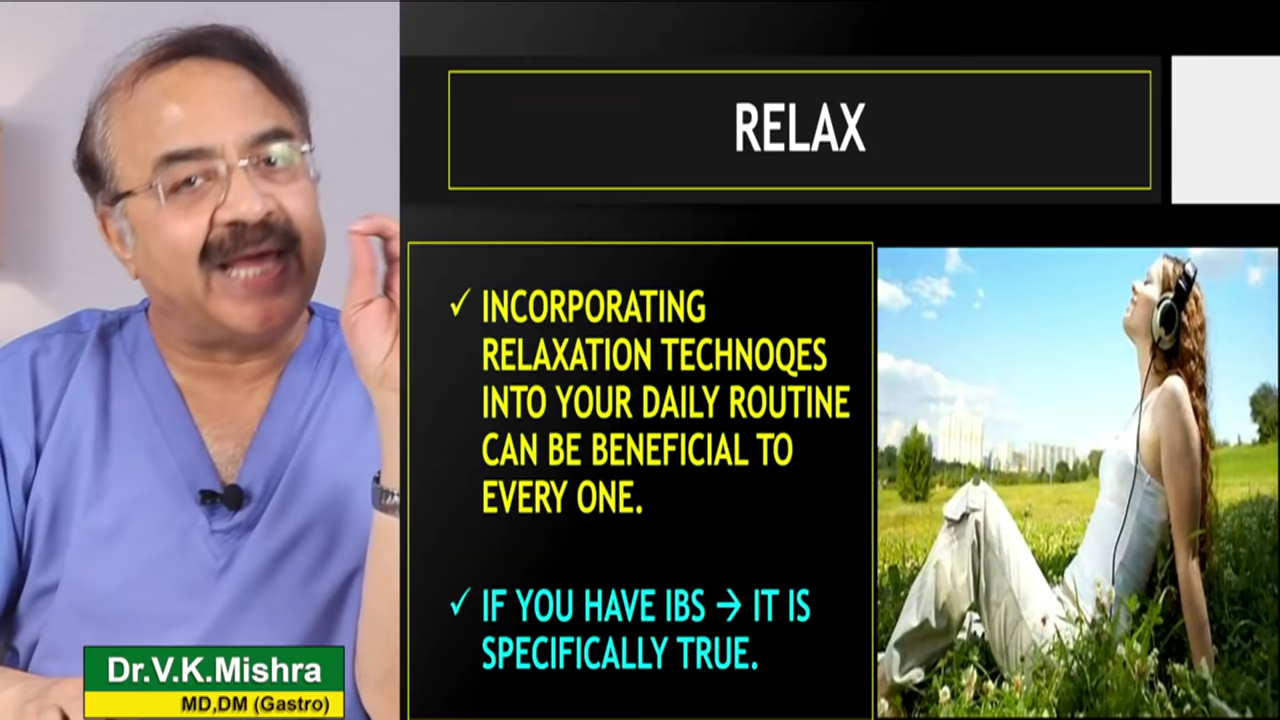 RELAX
✓ INCORPORATING
RELAXATION TECHNOQES
INTO YOUR DAILY ROUTINE
CAN BE BENEFICIAL TO
EVERY ONE.
✓ IF YOU HAVE IBS → IT IS
SPECIFICALLY TRUE.
Dr.V.K.Mishra
MD,DM (Gastro)